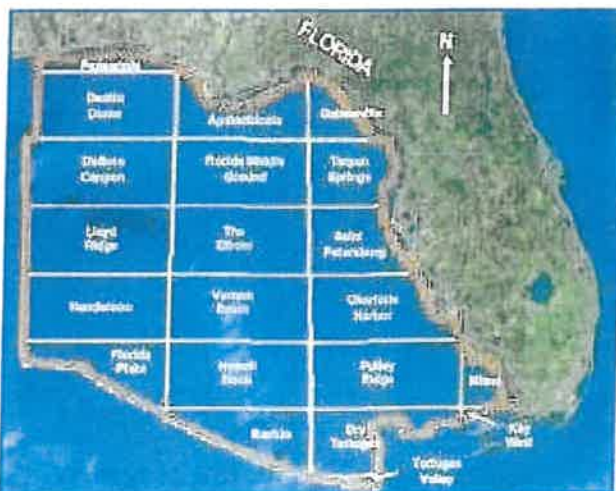 FLORIDA
N
Pensacola
Destin
Dome
Apalachicola
Gainesville
DeSoto
Canyon
Florida Middle
Ground
Tarpon
Springs
Lloyd
Ridge
The
Elbow
Saint
Petersburg
Henderson
Vernon
Basin
Charlotte
Harbor
Florida
Plain
Howell
Hook
Pulley
Ridge
Miami
Rankin
Dry
Tortugas
Key
West
Tortugas
Valley